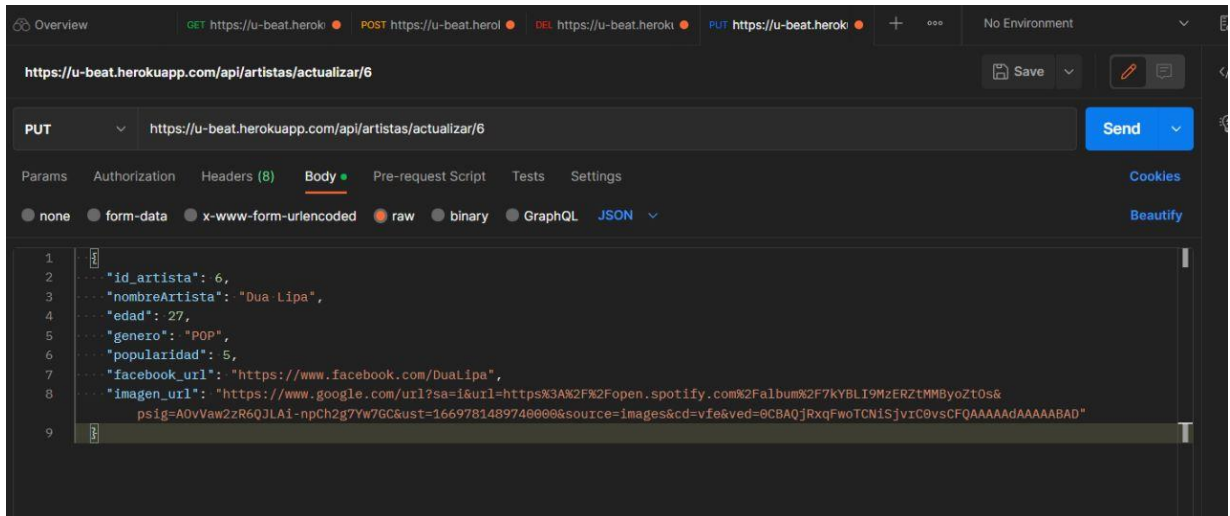 Overview GET https://u-beat.herok POST https://u-beat.herol DEL https://u-beat.heroku PUT https://u-beat.herok + ooo No Environment
https://u-beat.herokuapp.com/api/artistas/actualizar/6 Save
PUT https://u-beat.herokuapp.com/api/artistas/actualizar/6 Send
Params Authorization Headers (8) Body Pre-request Script Tests Settings Cookies
none form-data x-www-form-urlencoded raw binary GraphQL JSON Beautify
1 {
2 "id_artista": 6,
3 "nombreArtista": "Dua Lipa",
4 "edad": 27,
5 "genero": "POP",
6 "popularidad": 5,
7 "facebook_url": "https://www.facebook.com/DuaLipa",
8 "imagen_url": "https://www.google.com/url?sa=i&url=https%3A%2F%2Fopen.spotify.com%2Falbum%2F7kYBLI9MzERZtMMByoZtOs&
psig=AOvVaw2zR6QJLAi-npCh2g7Yw7GC&ust=1669781489740000&source=images&cd=vfe&ved=0CBAQjRxqFwoTCNiSjvrC0vsCFQAAAAAdAAAAABAD"
9 }